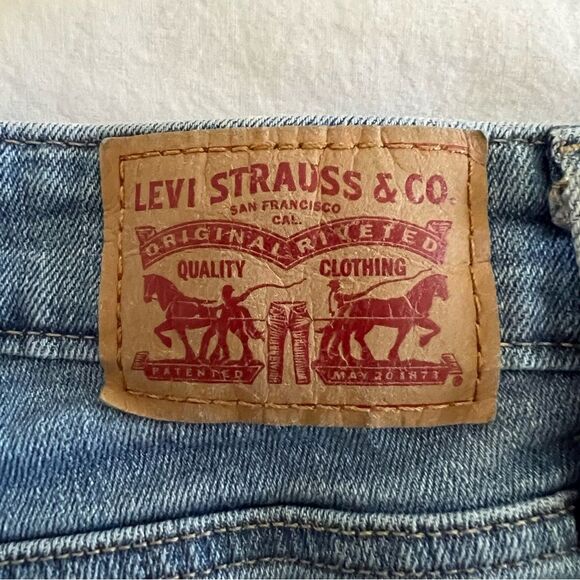 LEVI STRAUSS & CO.
SAN FRANCISCO
CAL.
ORIGINAL RIVETED
QUALITY CLOTHING
PATENTED MAY 20 1873 ®